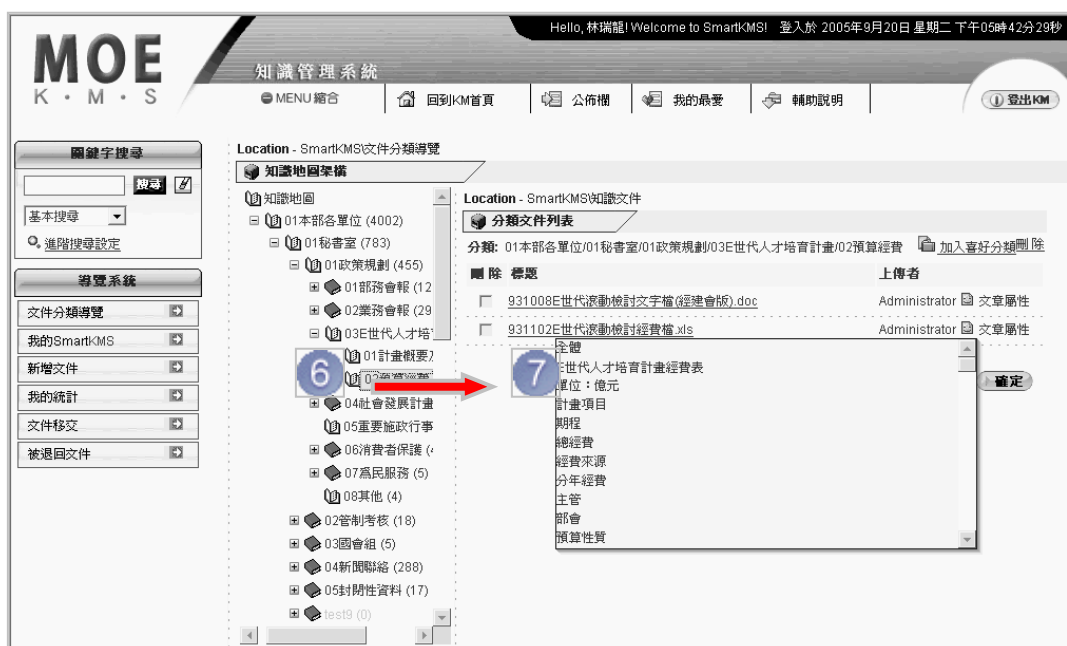 Hello, 林瑞龍! Welcome to SmartKMS! 登入於 2005年9月20日 星期二 下午05時42分29秒
MOE
K・M・S
知識管理系統
MENU 縮合 回到KM首頁 公佈欄 我的最愛 輔助說明 登出KM
關鍵字搜尋
搜尋
基本搜尋
進階搜尋設定
導覽系統
文件分類導覽
我的SmartKMS
新增文件
我的統計
文件移交
被退回文件
Location - SmartKMS\文件分類導覽
知識地圖架構
知識地圖
01本部各單位 (4002)
01秘書室 (783)
01政策規劃 (455)
01部務會報 (12
02業務會報 (29
03E世代人才培
01計畫概要
02預算經費
04社會發展計畫
05重要施政行事
06消費者保護 (
07為民服務 (5)
08其他 (4)
02管制考核 (18)
03國會組 (5)
04新聞聯絡 (288)
05封閉性資料 (17)
test9 (0)
6
Location - SmartKMS\知識文件
分類文件列表
分類: 01本部各單位/01秘書室/01政策規劃/03E世代人才培育計畫/02預算經費 加入喜好分類 刪除
刪除 標題 上傳者
931008E世代滾動檢討文字檔(經建會版).doc Administrator 文章屬性
931102E世代滾動檢討經費檔.xls Administrator 文章屬性
7
全體
E世代人才培育計畫經費表
單位：億元
計畫項目
期程
總經費
經費來源
分年經費
主管
部會
預算性質
確定